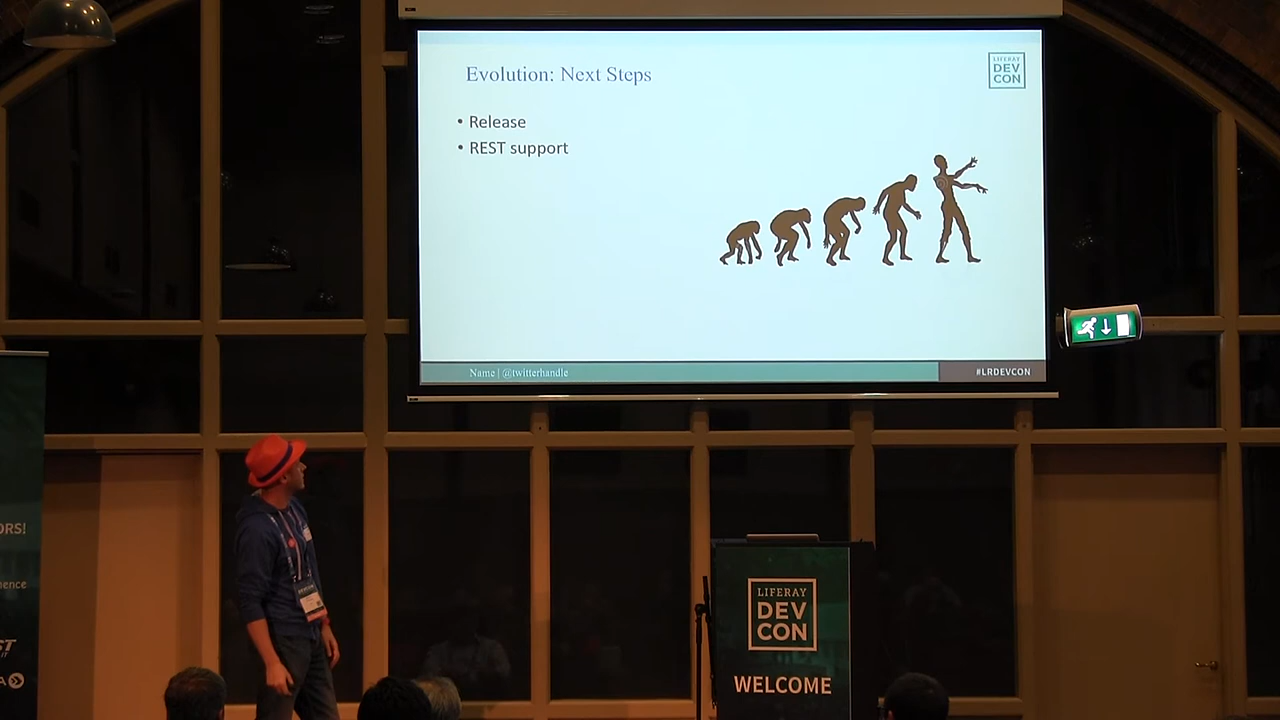 Evolution: Next Steps
LIFERAY
DEV
CON
• Release
• REST support
Name | @twitterhandle
#LRDEVCON
ORS!
LIFERAY
DEV
CON
WELCOME